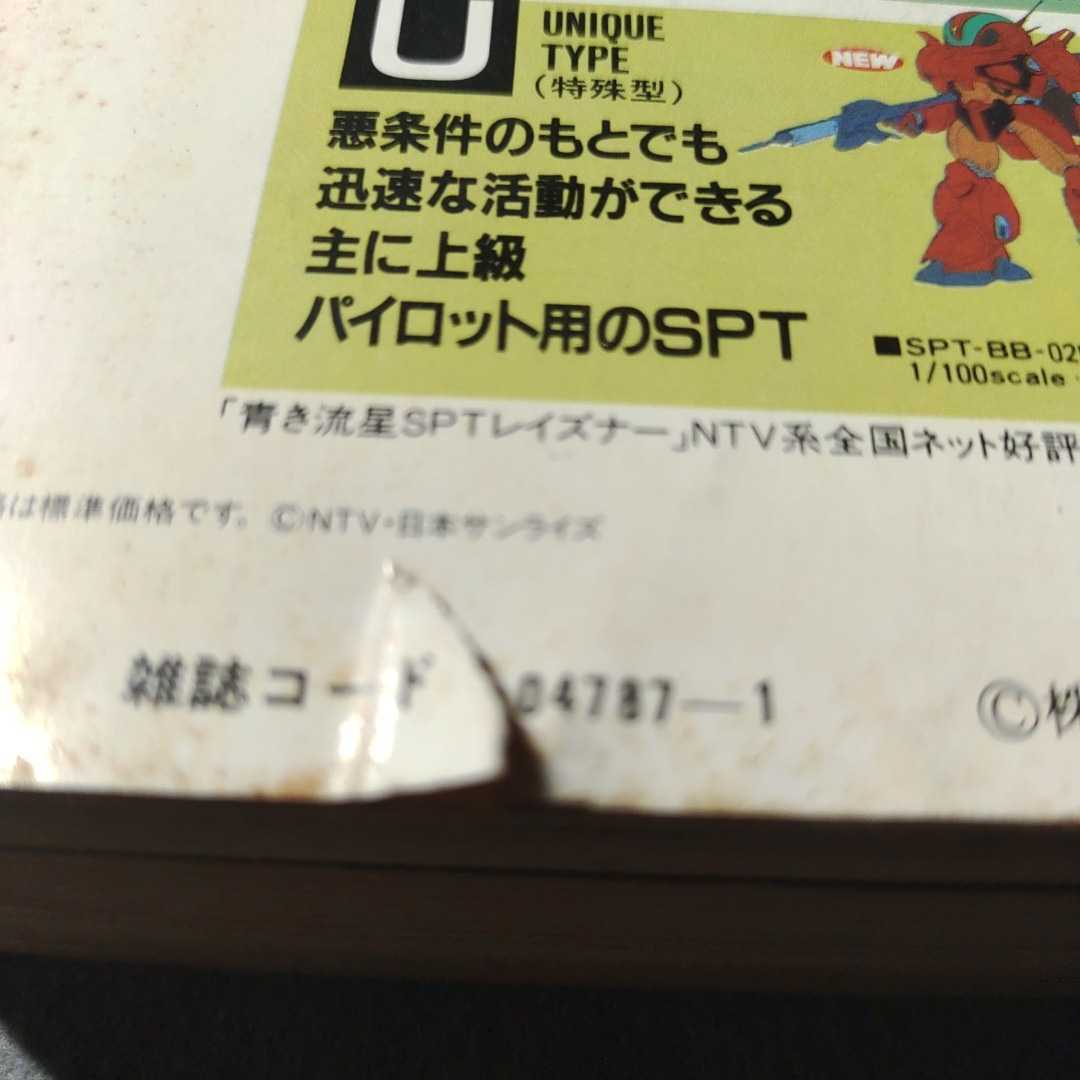 U
UNIQUE
TYPE
(特殊型)
NEW
悪条件のもとでも
迅速な活動ができる
主に上級
パイロット用のSPT
■SPT-BB-02
1/100scale
「青き流星SPTレイズナー」NTV系全国ネット好評
は標準価格です。©NTV・日本サンライズ
雑誌コード 04787-1
©